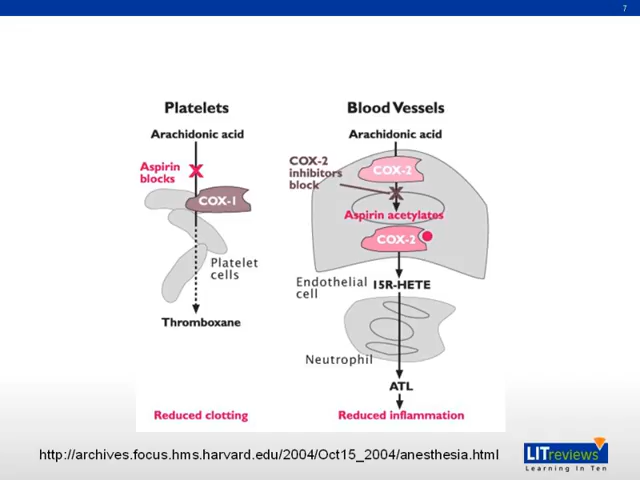 7
Platelets
Blood Vessels
Arachidonic acid
Arachidonic acid
Aspirin
blocks
COX-2
inhibitors
block
COX-2
COX-1
Aspirin acetylates
COX-2
Platelet
cells
Endothelial
cell
15R-HETE
Thromboxane
Neutrophil
ATL
Reduced clotting
Reduced inflammation
http://archives.focus.hms.harvard.edu/2004/Oct15_2004/anesthesia.html
LITreviews
Learning In Ten